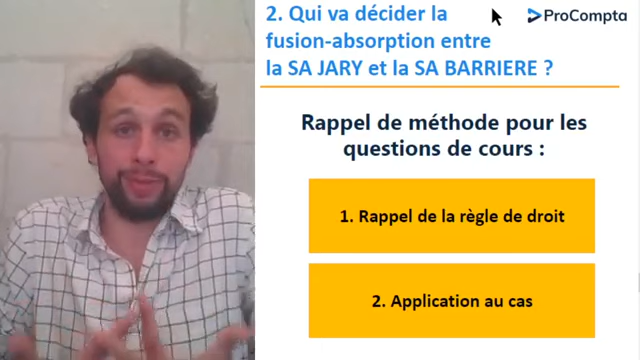 2. Qui va décider la
fusion-absorption entre
la SA JARY et la SA BARRIERE ?
ProCompta
Rappel de méthode pour les
questions de cours :
1. Rappel de la règle de droit
2. Application au cas